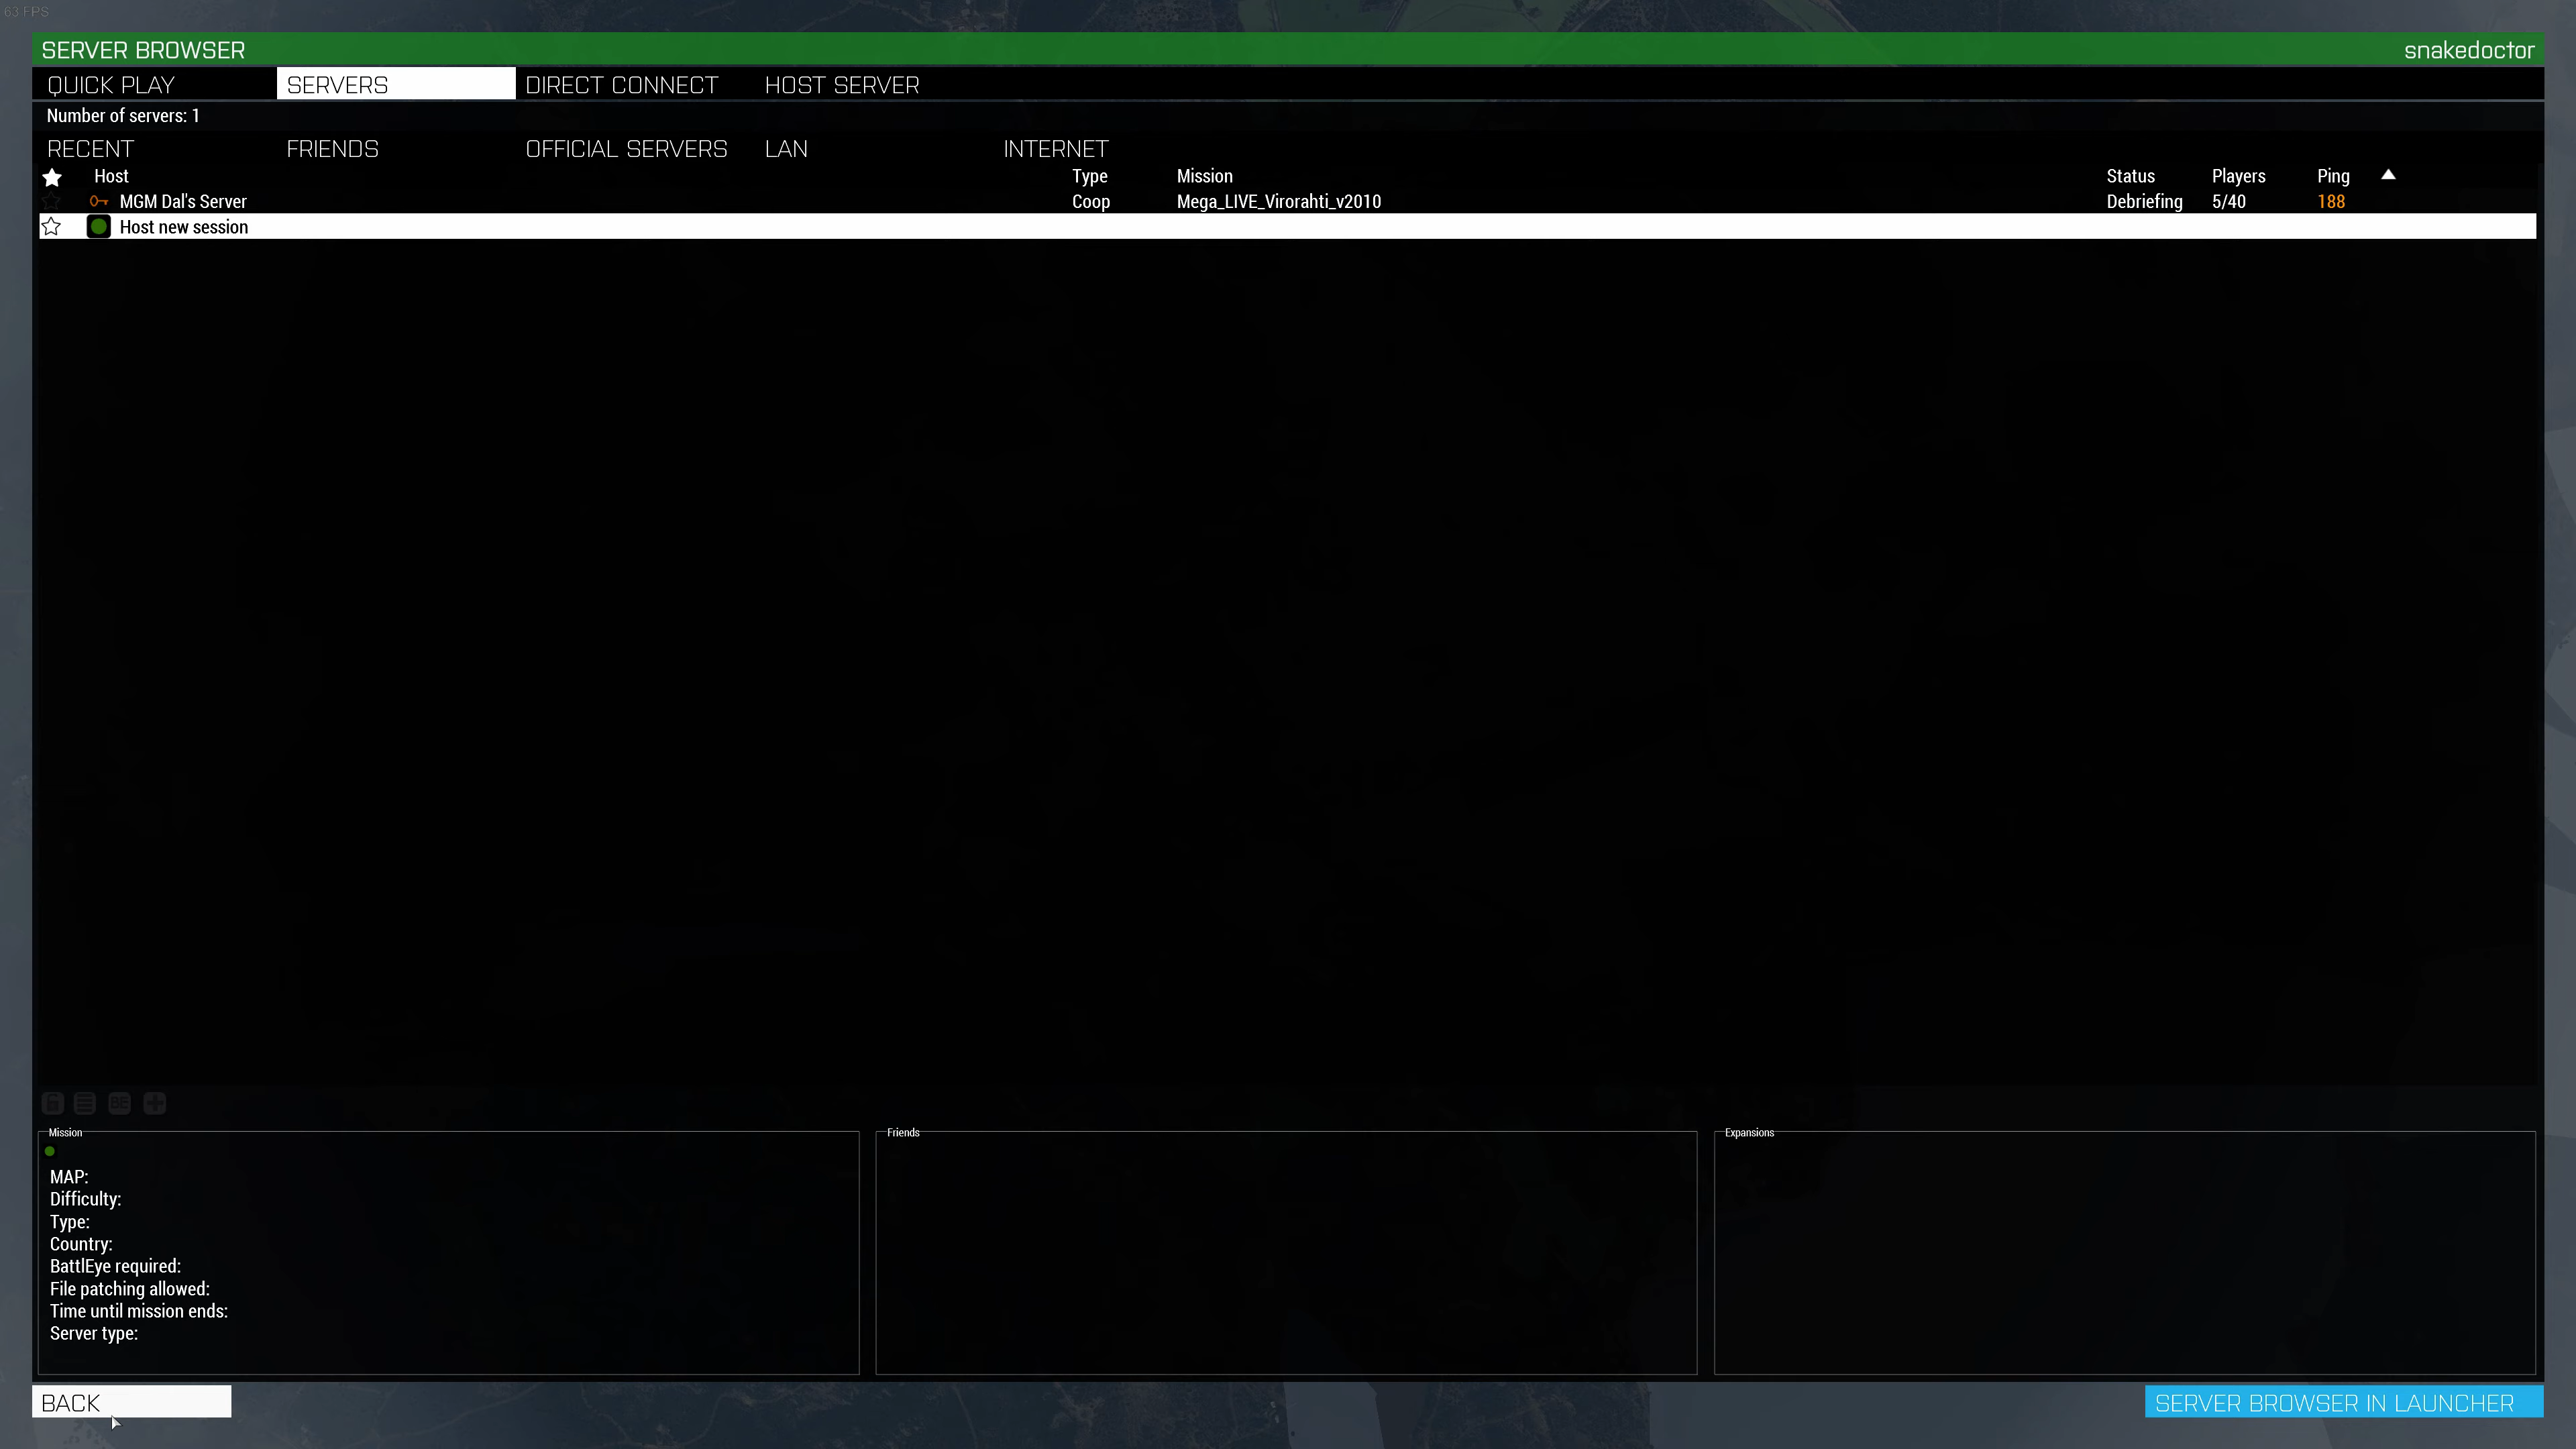 63 FPS
SERVER BROWSER snakedoctor
QUICK PLAY SERVERS DIRECT CONNECT HOST SERVER
Number of servers: 1
RECENT FRIENDS OFFICIAL SERVERS LAN INTERNET
Host Type Mission Status Players Ping
MGM Dal's Server Coop Mega_LIVE_Virorahti_v2010 Debriefing 5/40 188
Host new session
BE
Mission
MAP:
Difficulty:
Type:
Country:
BattlEye required:
File patching allowed:
Time until mission ends:
Server type:
Friends
Expansions
BACK SERVER BROWSER IN LAUNCHER